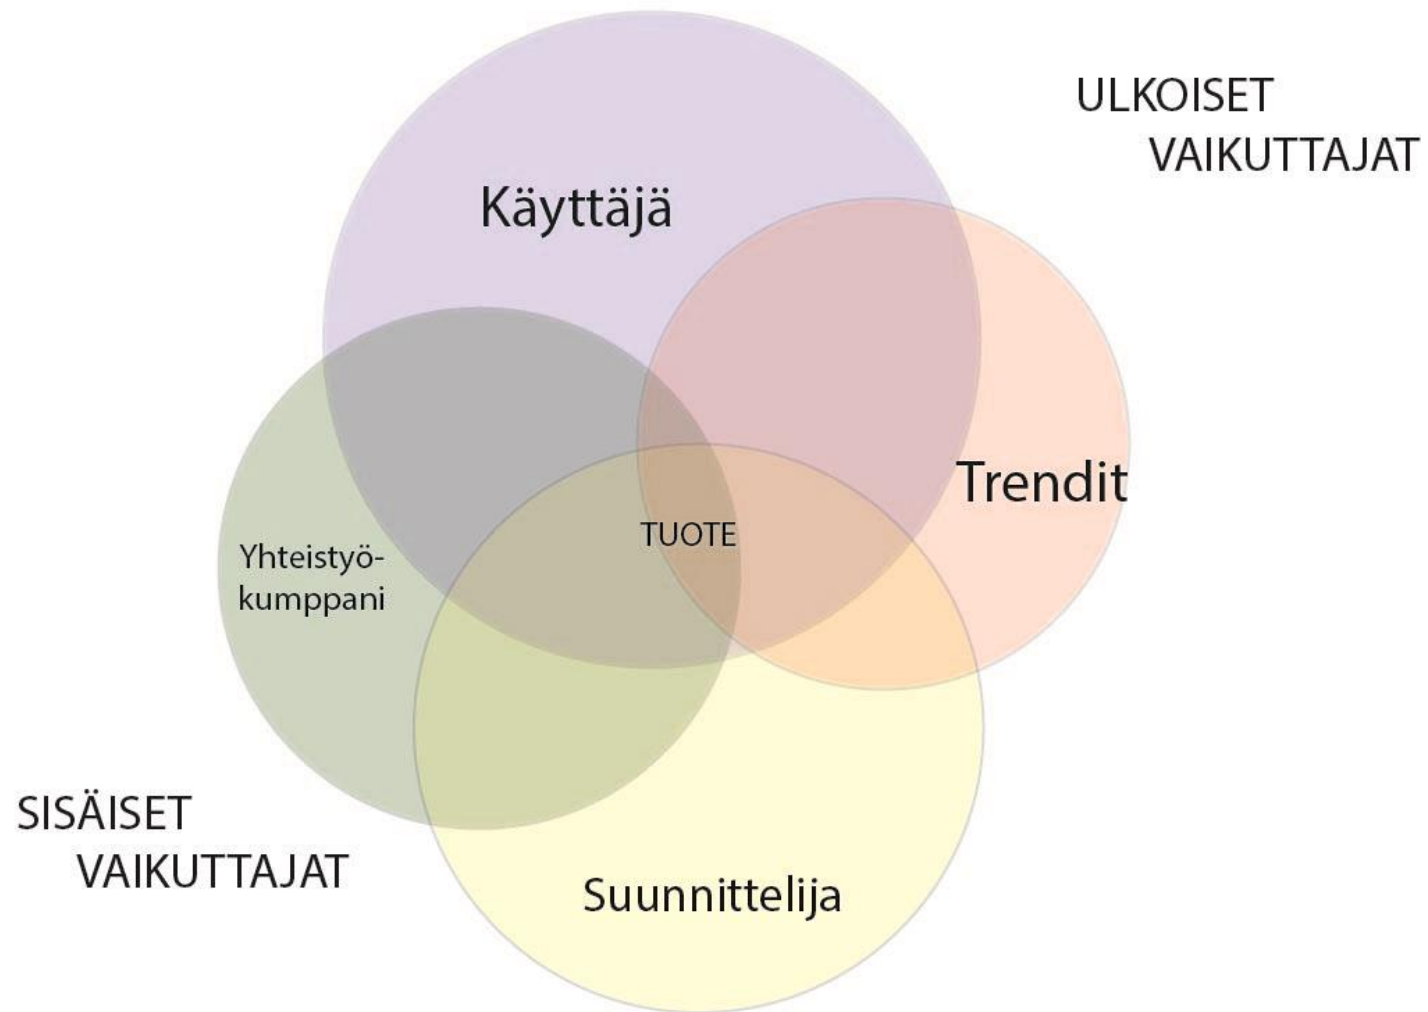 ULKOISET
VAIKUTTAJAT
Käyttäjä
Trendit
TUOTE
Yhteistyö-
kumppani
SISÄISET
VAIKUTTAJAT
Suunnittelija